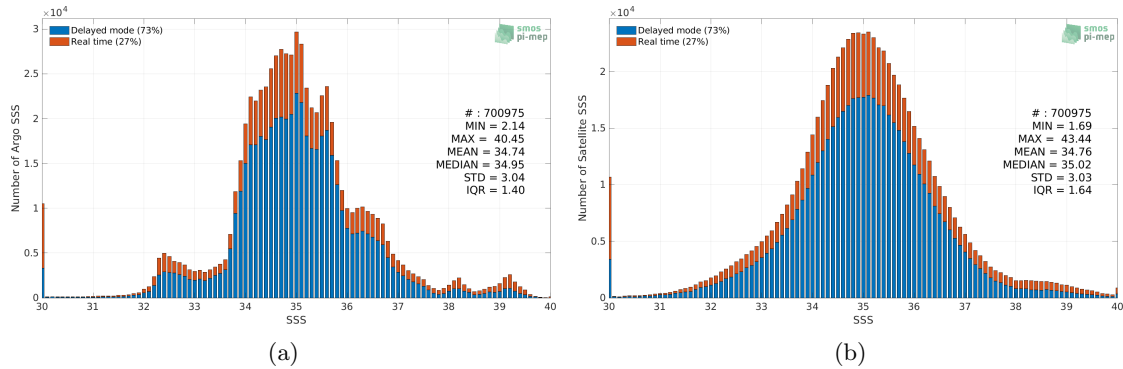 ×10⁴
Delayed mode (73%)
Real time (27%)
smos
pi-mep
3
2.5
2
1.5
1
0.5
0
Number of Argo SSS
# : 700975
MIN = 2.14
MAX = 40.45
MEAN = 34.74
MEDIAN = 34.95
STD = 3.04
IQR = 1.40
30 31 32 33 34 35 36 37 38 39 40
SSS
(a)
×10⁴
Delayed mode (73%)
Real time (27%)
smos
pi-mep
2
1.5
1
0.5
0
Number of Satellite SSS
# : 700975
MIN = 1.69
MAX = 43.44
MEAN = 34.76
MEDIAN = 35.02
STD = 3.03
IQR = 1.64
30 31 32 33 34 35 36 37 38 39 40
SSS
(b)